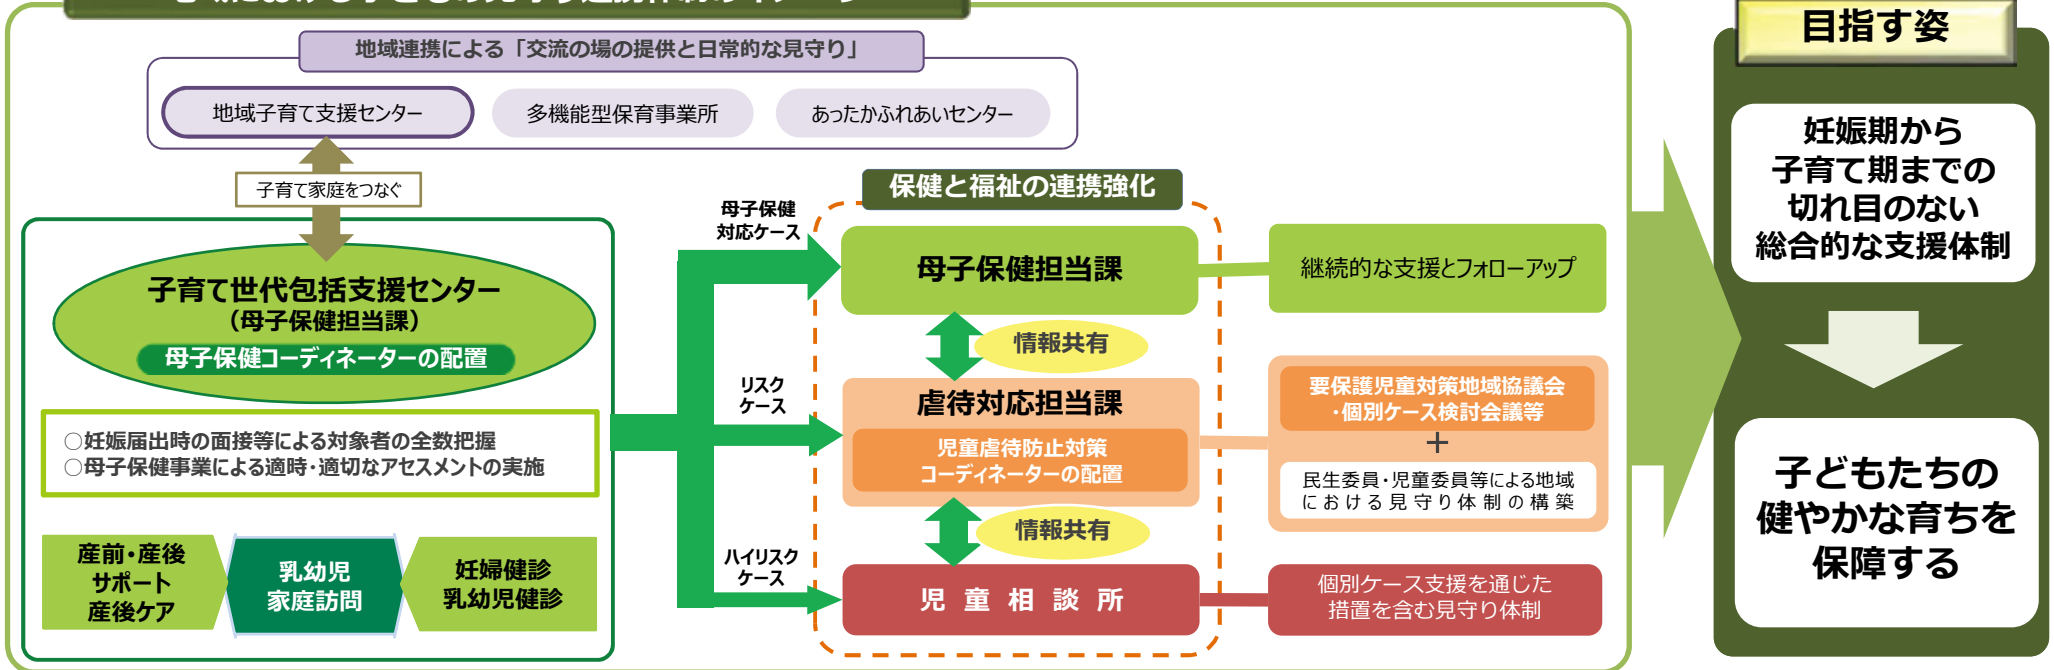 地域連携による「交流の場の提供と日常的な見守り」
地域子育て支援センター
多機能型保育事業所
あったかふれあいセンター
子育て家庭をつなぐ
子育て世代包括支援センター
（母子保健担当課）
母子保健コーディネーターの配置
○妊娠届出時の面接等による対象者の全数把握
○母子保健事業による適時・適切なアセスメントの実施
産前・産後
サポート
産後ケア
乳幼児
家庭訪問
妊婦健診
乳幼児健診
母子保健
対応ケース
リスク
ケース
ハイリスク
ケース
保健と福祉の連携強化
母子保健担当課
情報共有
虐待対応担当課
児童虐待防止対策
コーディネーターの配置
情報共有
児童相談所
継続的な支援とフォローアップ
要保護児童対策地域協議会
・個別ケース検討会議等
＋
民生委員・児童委員等による地域
における見守り体制の構築
個別ケース支援を通じた
措置を含む見守り体制
目指す姿
妊娠期から
子育て期までの
切れ目のない
総合的な支援体制
子どもたちの
健やかな育ちを
保障する